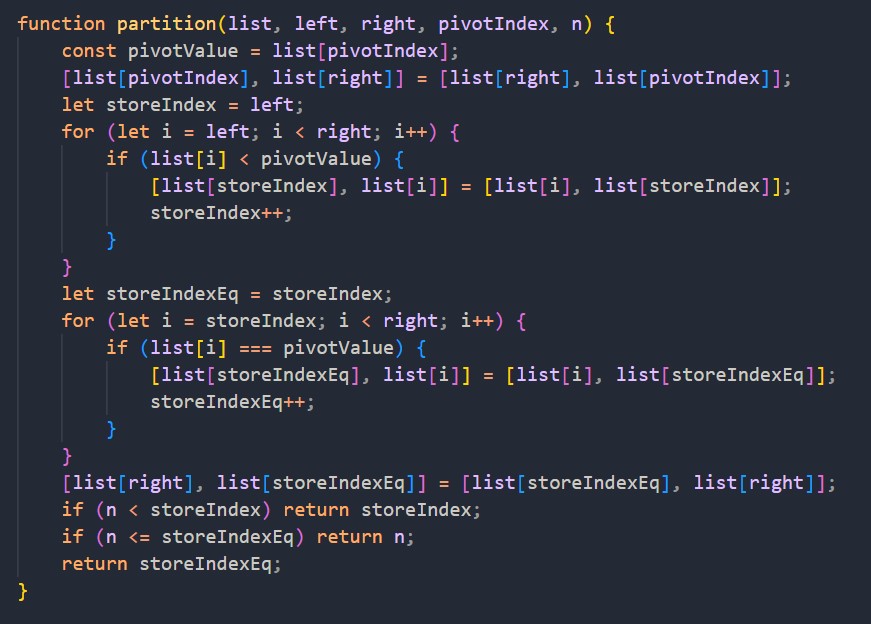 function partition(list, left, right, pivotIndex, n) {
    const pivotValue = list[pivotIndex];
    [list[pivotIndex], list[right]] = [list[right], list[pivotIndex]];
    let storeIndex = left;
    for (let i = left; i < right; i++) {
        if (list[i] < pivotValue) {
            [list[storeIndex], list[i]] = [list[i], list[storeIndex]];
            storeIndex++;
        }
    }
    let storeIndexEq = storeIndex;
    for (let i = storeIndex; i < right; i++) {
        if (list[i] === pivotValue) {
            [list[storeIndexEq], list[i]] = [list[i], list[storeIndexEq]];
            storeIndexEq++;
        }
    }
    [list[right], list[storeIndexEq]] = [list[storeIndexEq], list[right]];
    if (n < storeIndex) return storeIndex;
    if (n <= storeIndexEq) return n;
    return storeIndexEq;
}